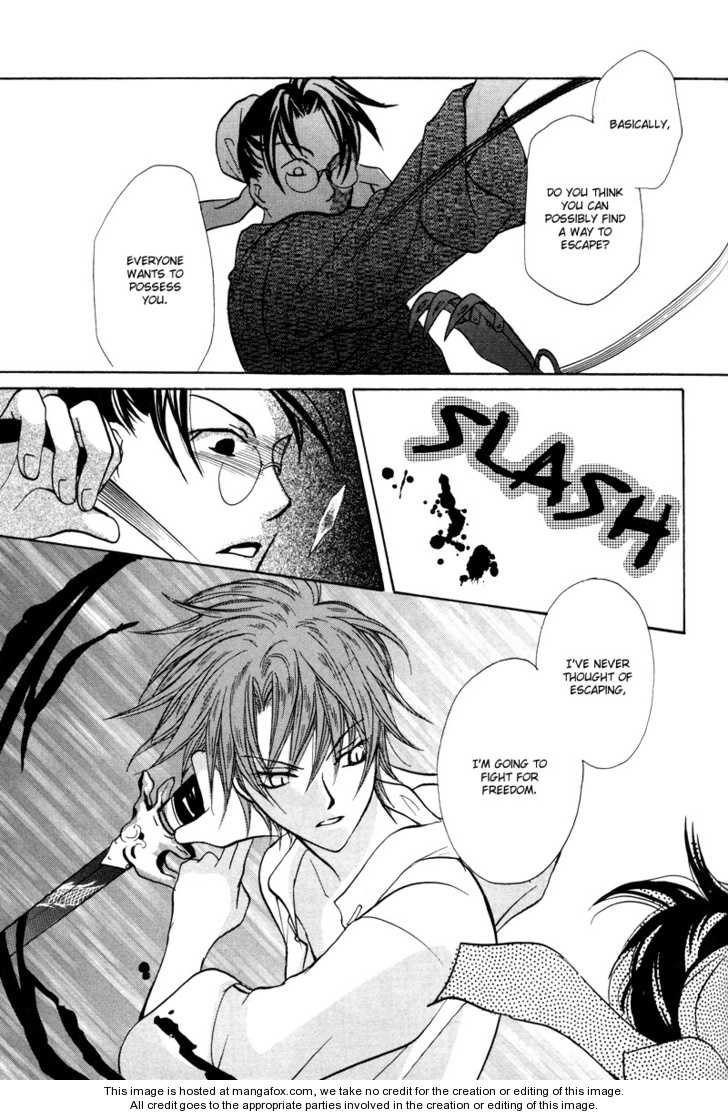 BASICALLY,
DO YOU THINK
YOU CAN
POSSIBLY FIND
A WAY TO
ESCAPE?
EVERYONE
WANTS TO
POSSESS
YOU.
SLASH
I'VE NEVER
THOUGHT OF
ESCAPING,
I'M GOING TO
FIGHT FOR
FREEDOM.
This image is hosted at mangafox.com, we take no credit for the creation or editing of this image.
All credit goes to the appropriate parties involved in the creation or editing of this image.